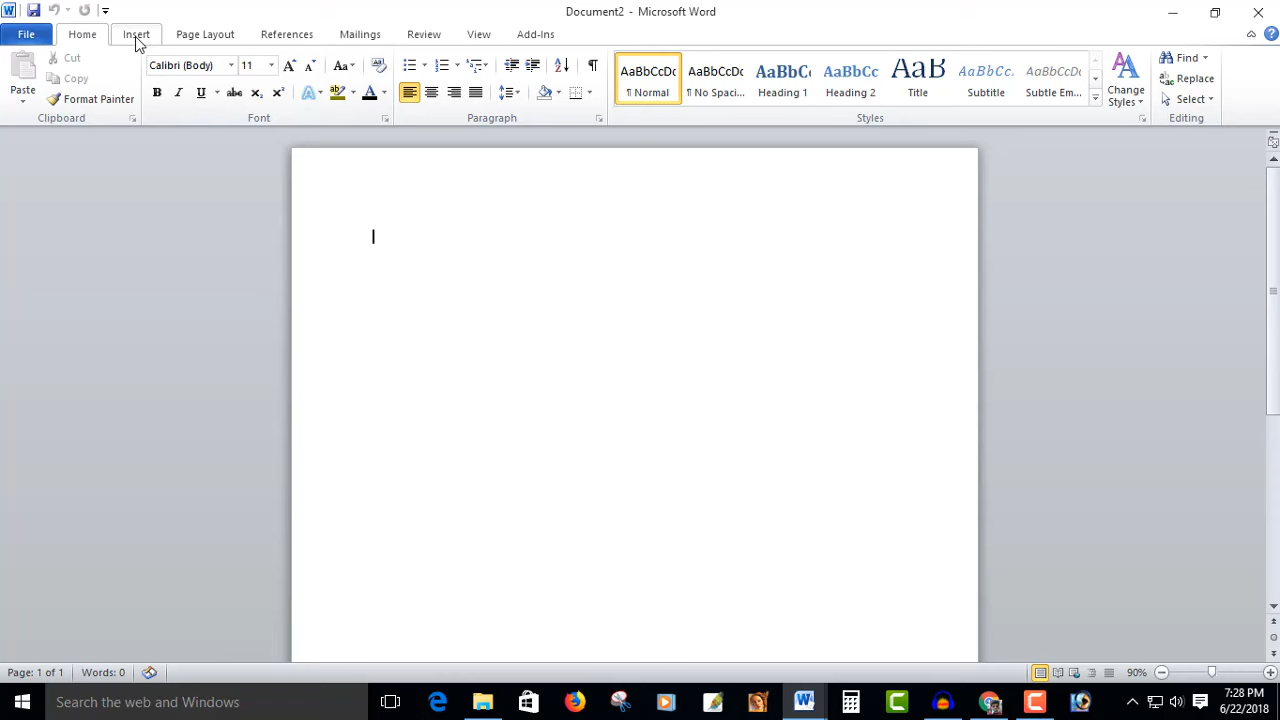 Document2 - Microsoft Word
File Home Insert Page Layout References Mailings Review View Add-Ins
Paste
Cut
Copy
Format Painter
Clipboard
Calibri (Body) 11
Font
Paragraph
AaBbCcDc
¶ Normal
AaBbCcDc
¶ No Spaci...
AaBbC
Heading 1
AaBbCc
Heading 2
AaB
Title
AaBbCc.
Subtitle
AaBbCcDc
Subtle Em...
Change
Styles
Styles
Find
Replace
Select
Editing
Page: 1 of 1 Words: 0 90%
Search the web and Windows
7:28 PM
6/22/2018